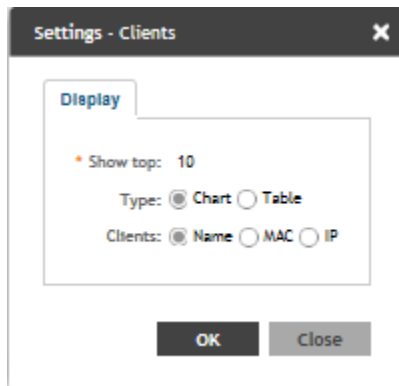 Settings - Clients
Display
* Show top: 10
Type: Chart Table
Clients: Name MAC IP
OK Close